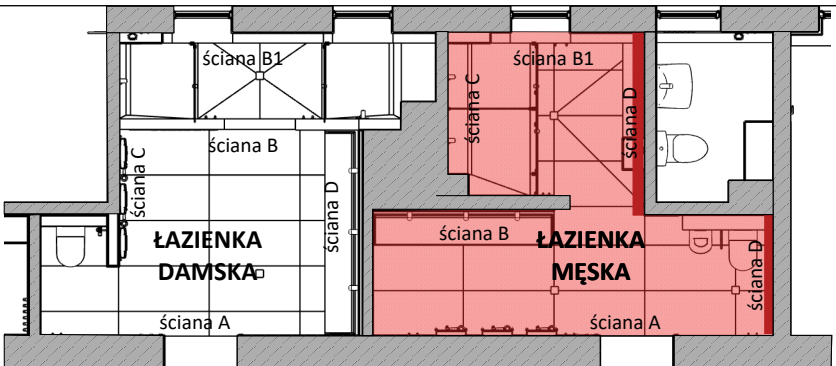 ściana B1
ściana B1
ściana C
ściana D
ściana B
ściana C
ściana D
ściana B
ŁAZIENKA
DAMSKA
ŁAZIENKA
MĘSKA
ściana D
ściana A
ściana A